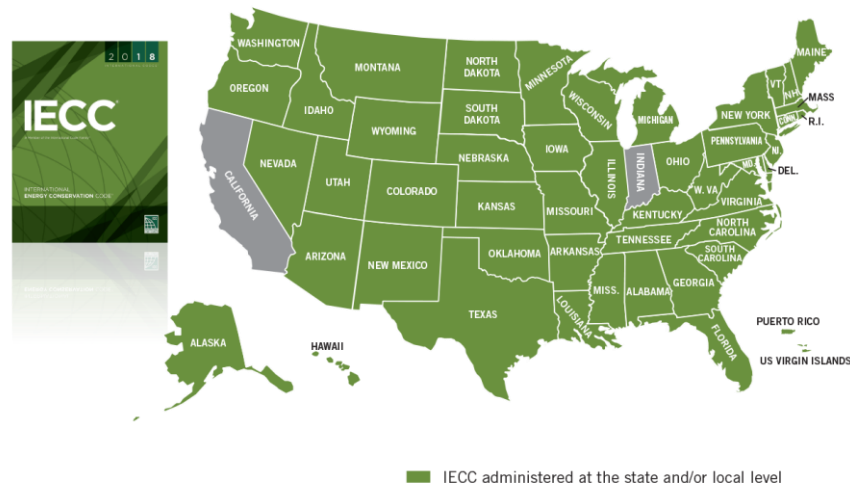 2018
IECC
INTERNATIONAL
ENERGY CONSERVATION CODE
WASHINGTON
OREGON
CALIFORNIA
NEVADA
IDAHO
MONTANA
WYOMING
UTAH
COLORADO
ARIZONA
NEW MEXICO
NORTH
DAKOTA
SOUTH
DAKOTA
NEBRASKA
KANSAS
OKLAHOMA
TEXAS
MINNESOTA
IOWA
MISSOURI
ARKANSAS
LOUISIANA
WISCONSIN
ILLINOIS
MICHIGAN
INDIANA
OHIO
KENTUCKY
TENNESSEE
MISS.
ALABAMA
GEORGIA
FLORIDA
SOUTH
CAROLINA
NORTH
CAROLINA
VIRGINIA
W. VA
MD.
DEL.
PENNSYLVANIA
N.J.
NEW YORK
CONN.
R.I.
MASS
VT
NH
MAINE
ALASKA
HAWAII
PUERTO RICO
US VIRGIN ISLANDS
IECC administered at the state and/or local level